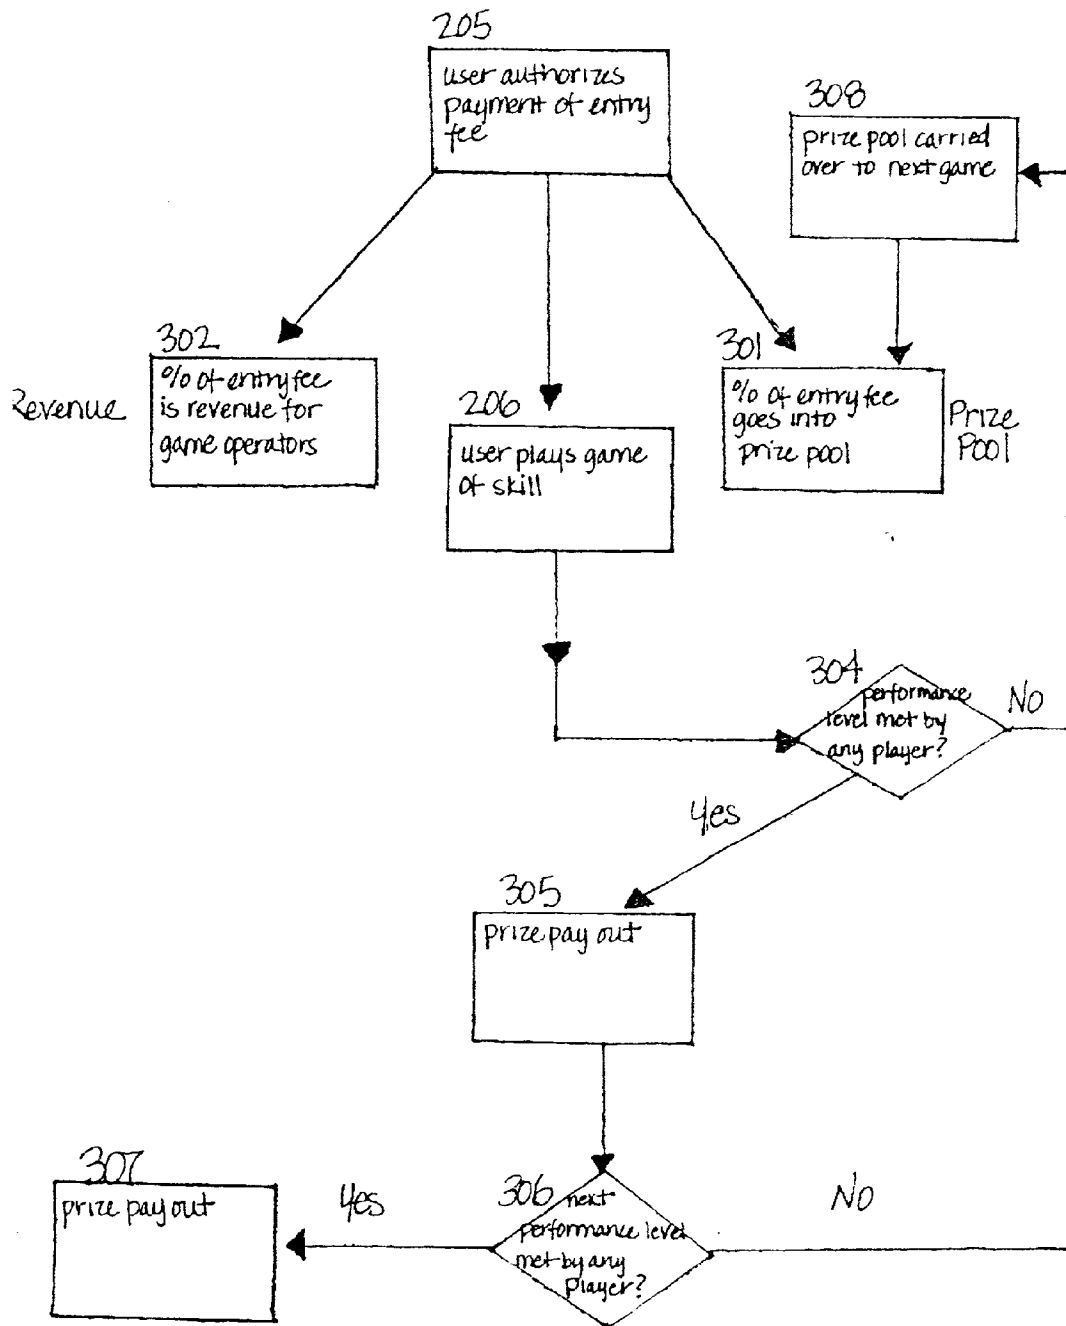 205
user authorizes
payment of entry
fee
308
prize pool carried
over to next game
302
% of entry fee
is revenue for
game operators
Revenue
206
user plays game
of skill
301
% of entry fee
goes into
prize pool
Prize
Pool
304
performance
level met by
any player?
No
Yes
305
prize pay out
306
next
performance level
met by any
Player?
No
Yes
307
prize pay out